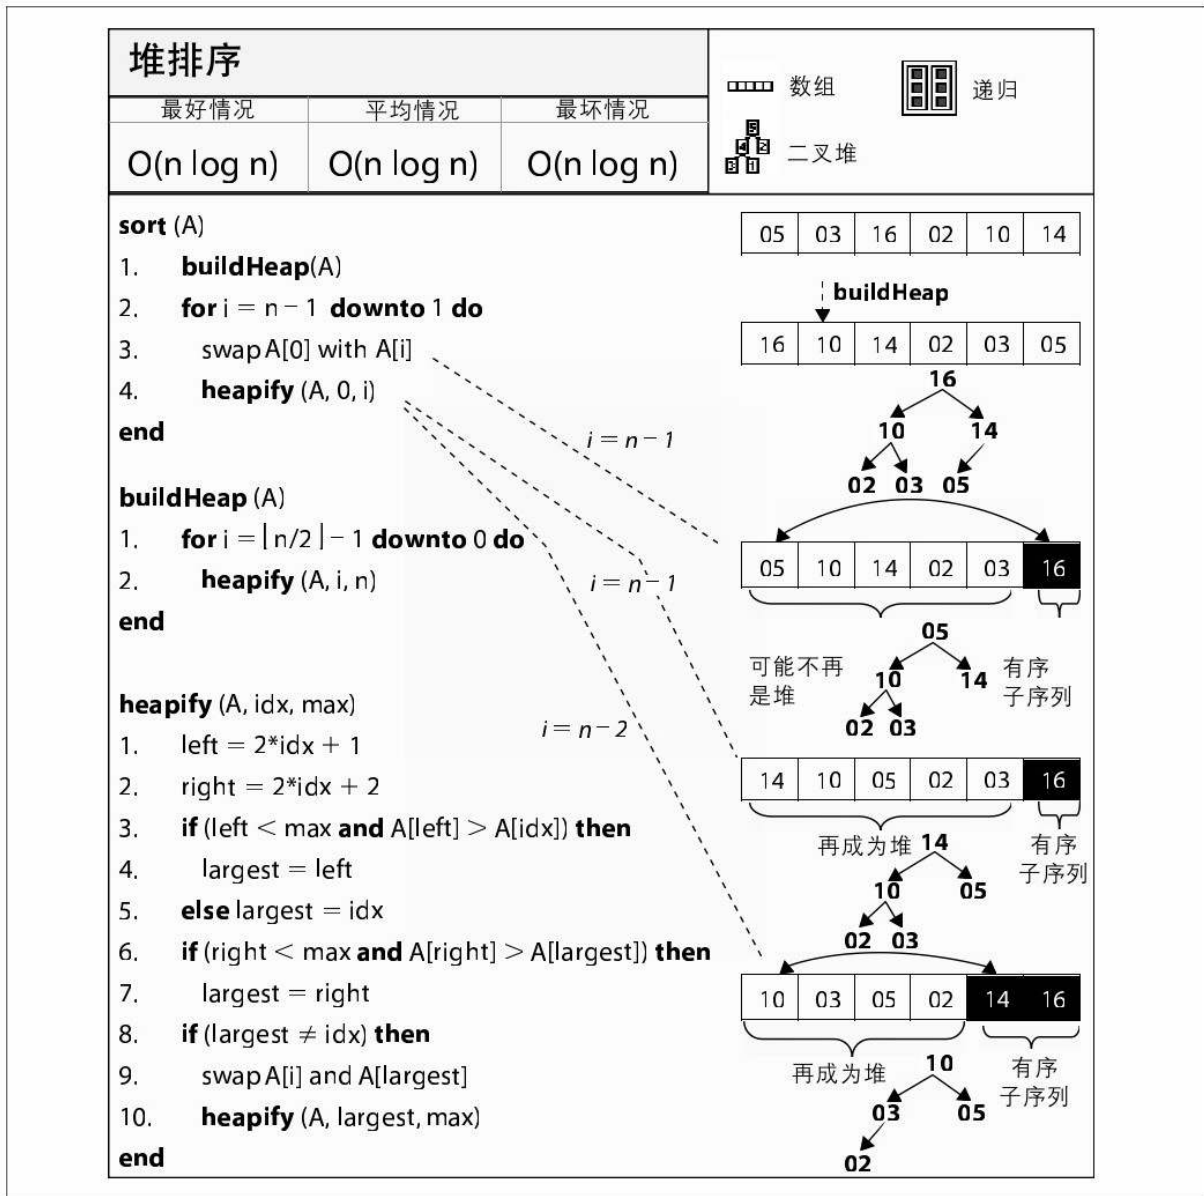 堆排序
最好情况 平均情况 最坏情况
O(n log n) O(n log n) O(n log n)
数组 递归
5
4 2
3 1
二叉堆
sort (A)
1. buildHeap(A)
2. for i = n − 1 downto 1 do
3. swap A[0] with A[i]
4. heapify (A, 0, i)
end
buildHeap (A)
1. for i = ⌊n/2⌋ − 1 downto 0 do
2. heapify (A, i, n)
end
heapify (A, idx, max)
1. left = 2*idx + 1
2. right = 2*idx + 2
3. if (left < max and A[left] > A[idx]) then
4. largest = left
5. else largest = idx
6. if (right < max and A[right] > A[largest]) then
7. largest = right
8. if (largest ≠ idx) then
9. swap A[i] and A[largest]
10. heapify (A, largest, max)
end
i = n − 1
i = n − 1
i = n − 2
05 03 16 02 10 14
buildHeap
16 10 14 02 03 05
16
10 14
02 03 05
05 10 14 02 03 16
可能不再
是堆
05
10 14
02 03
有序
子序列
14 10 05 02 03 16
再成为堆 14
10 05
02 03
有序
子序列
10 03 05 02 14 16
再成为堆
10
03 05
02
有序
子序列